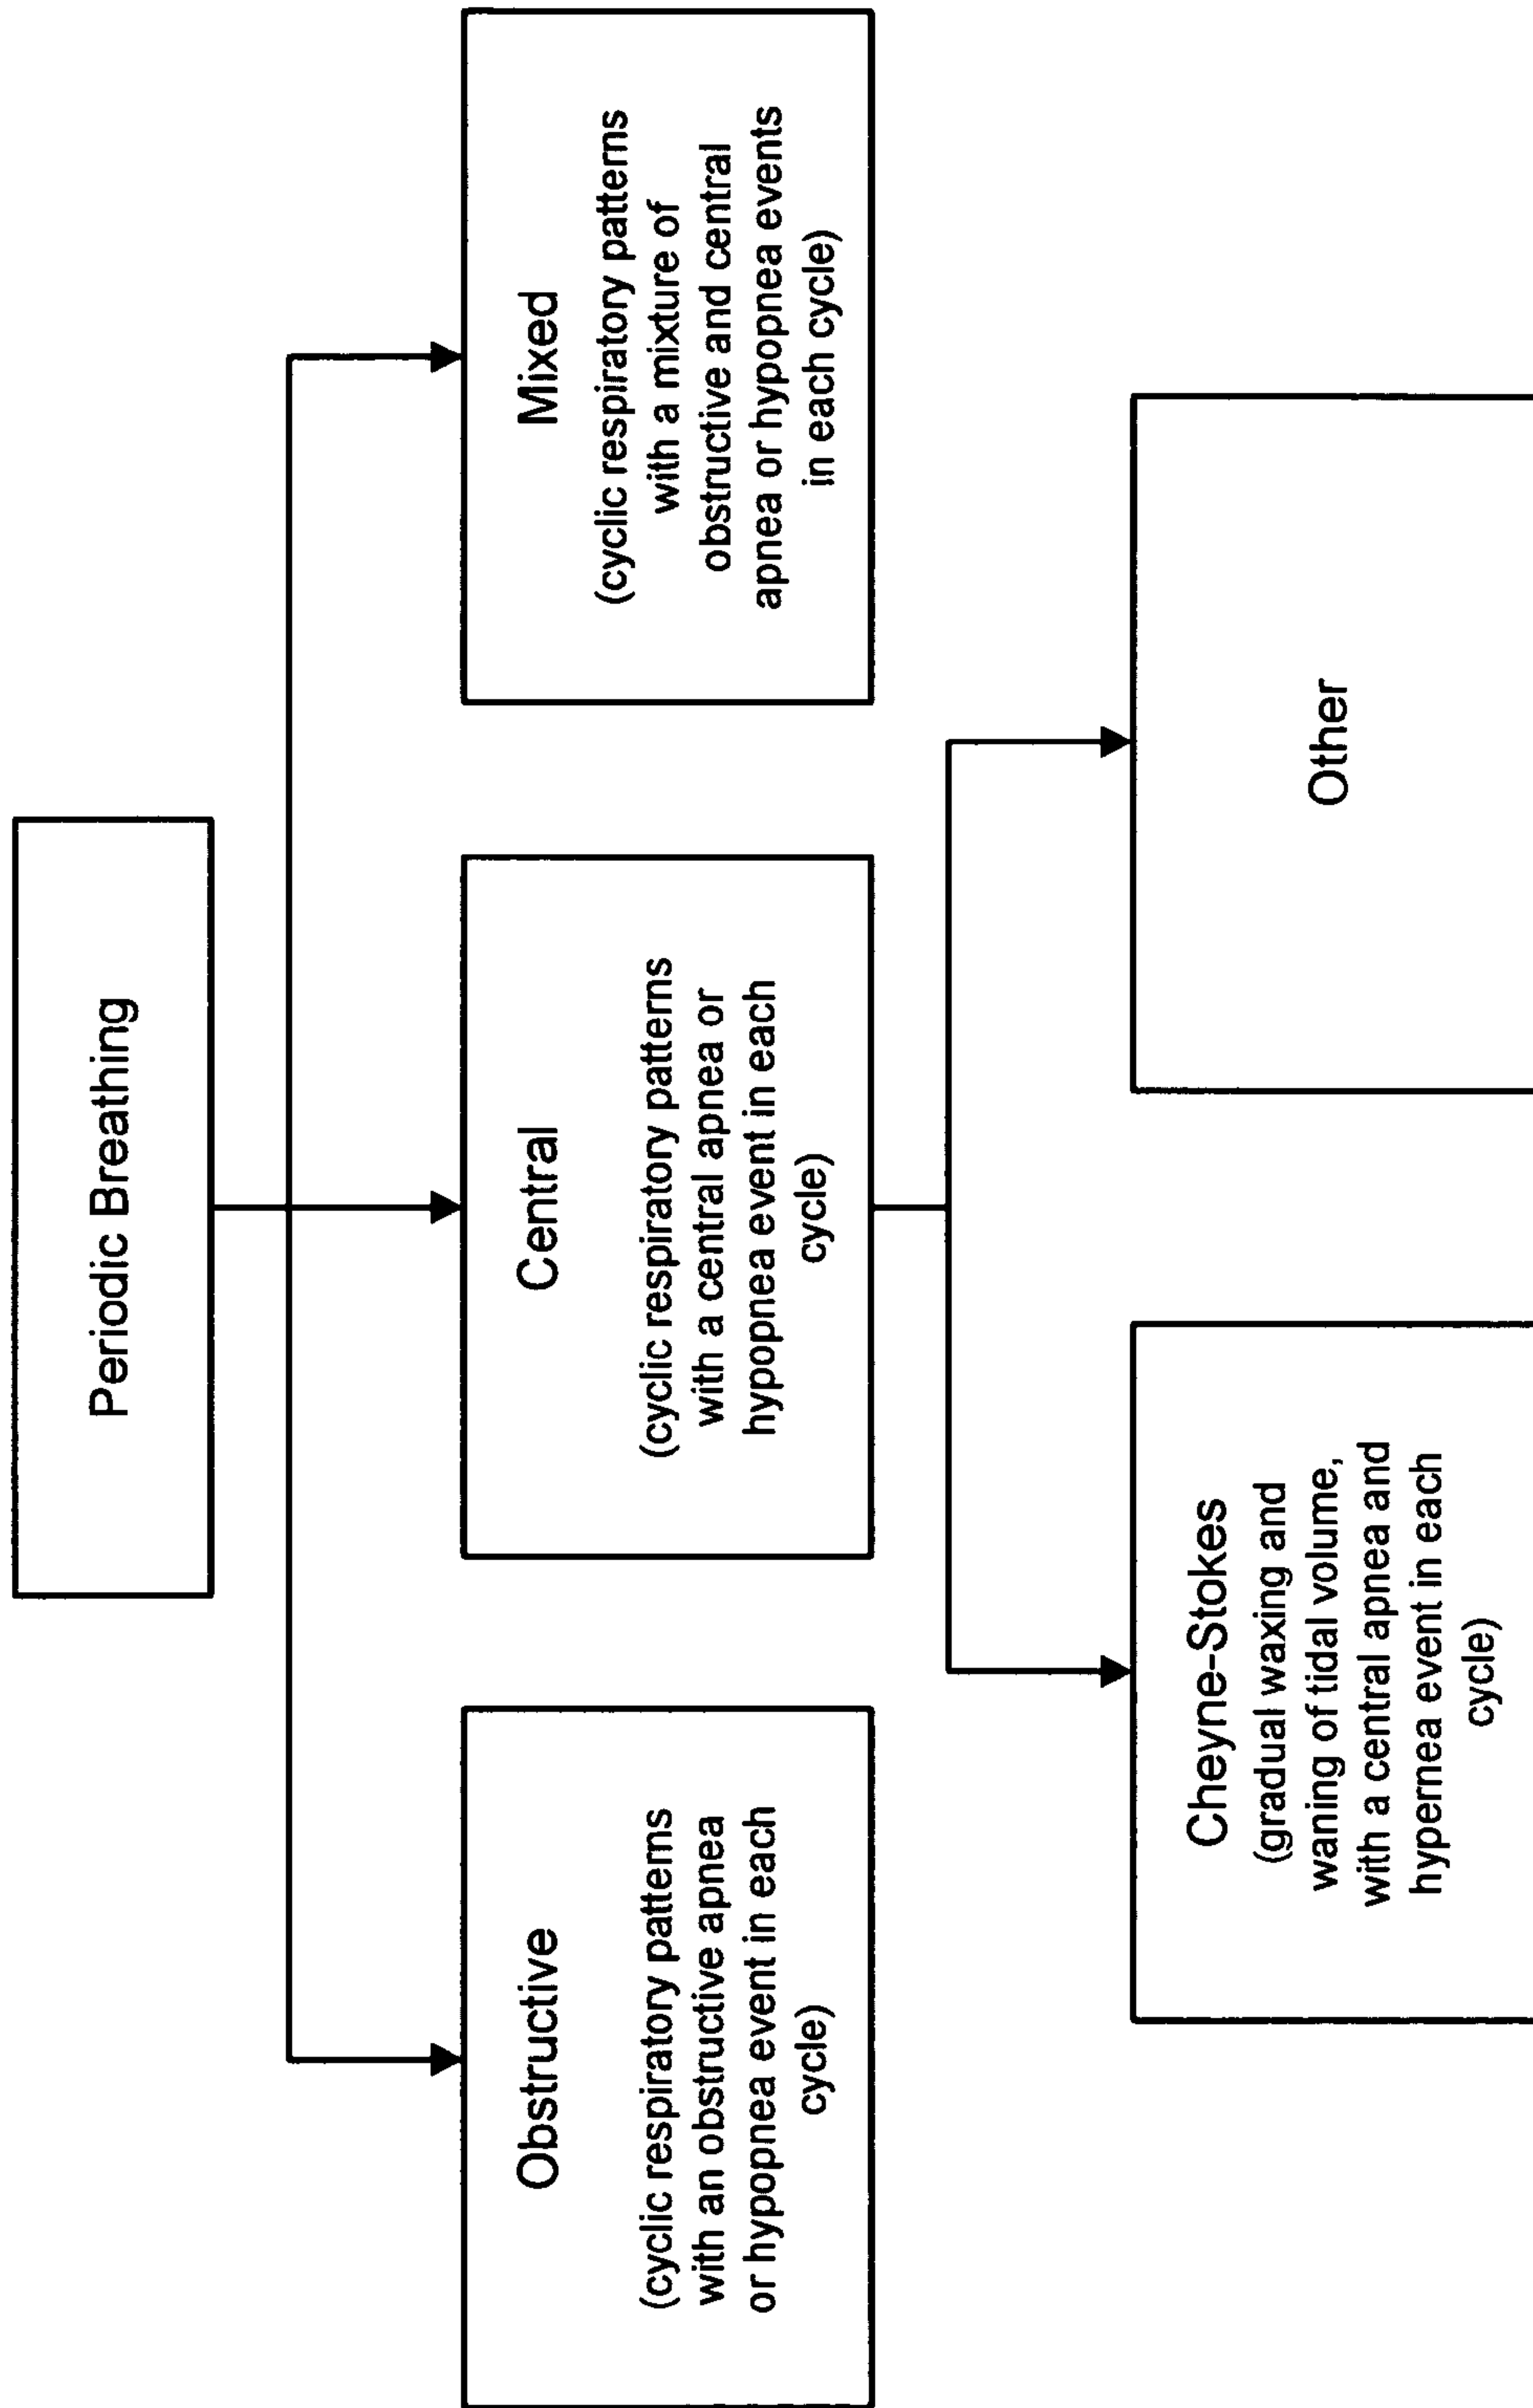 Periodic Breathing
Obstructive
(cyclic respiratory patterns
with an obstructive apnea
or hypopnea event in each
cycle)
Central
(cyclic respiratory patterns
with a central apnea or
hypopnea event in each
cycle)
Mixed
(cyclic respiratory patterns
with a mixture of
obstructive and central
apnea or hypopnea events
in each cycle)
Cheyne-Stokes
(gradual waxing and
waning of tidal volume,
with a central apnea and
hypernea event in each
cycle)
Other